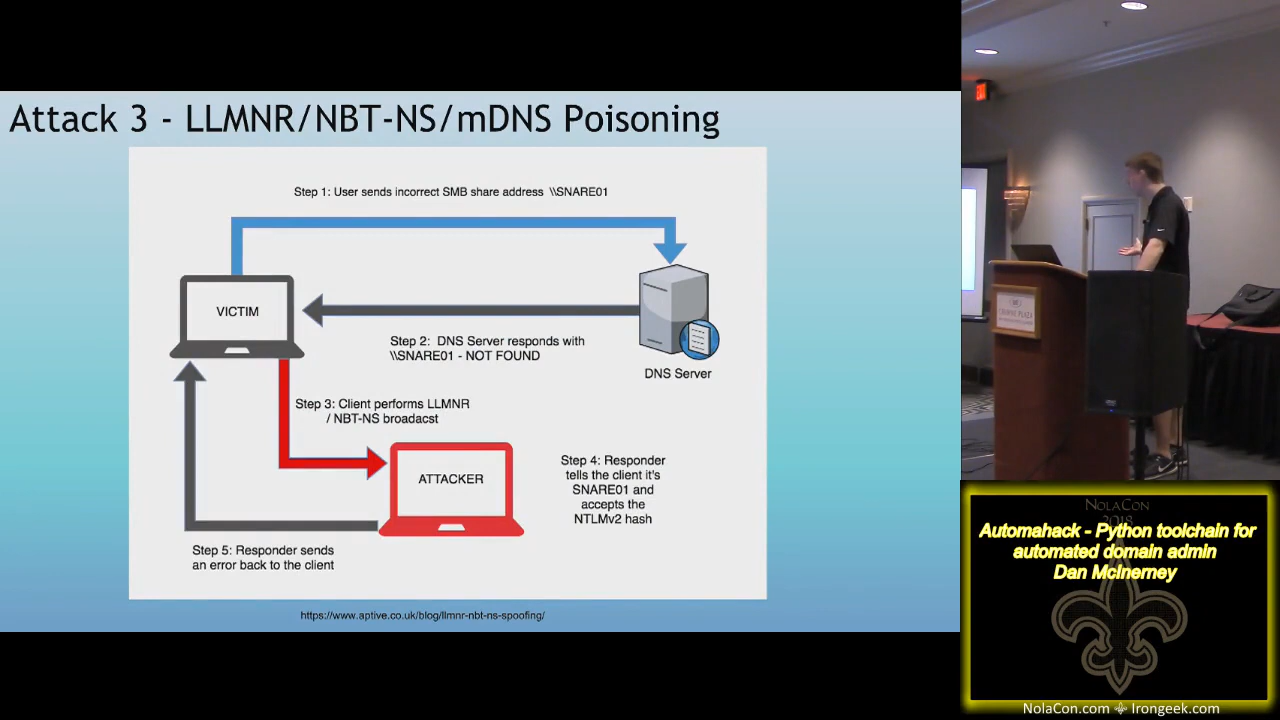 Attack 3 - LLMNR/NBT-NS/mDNS Poisoning
Step 1: User sends incorrect SMB share address \\SNARE01
VICTIM
Step 2: DNS Server responds with
\\SNARE01 - NOT FOUND
DNS Server
Step 3: Client performs LLMNR
/ NBT-NS broadacst
ATTACKER
Step 4: Responder
tells the client it's
SNARE01 and
accepts the
NTLMv2 hash
Step 5: Responder sends
an error back to the client
https://www.aptive.co.uk/blog/llmnr-nbt-ns-spoofing/
CROWNE PLAZA
NOLACON
2018
Automahack - Python toolchain for
automated domain admin
Dan McInerney
NolaCon.com Irongeek.com